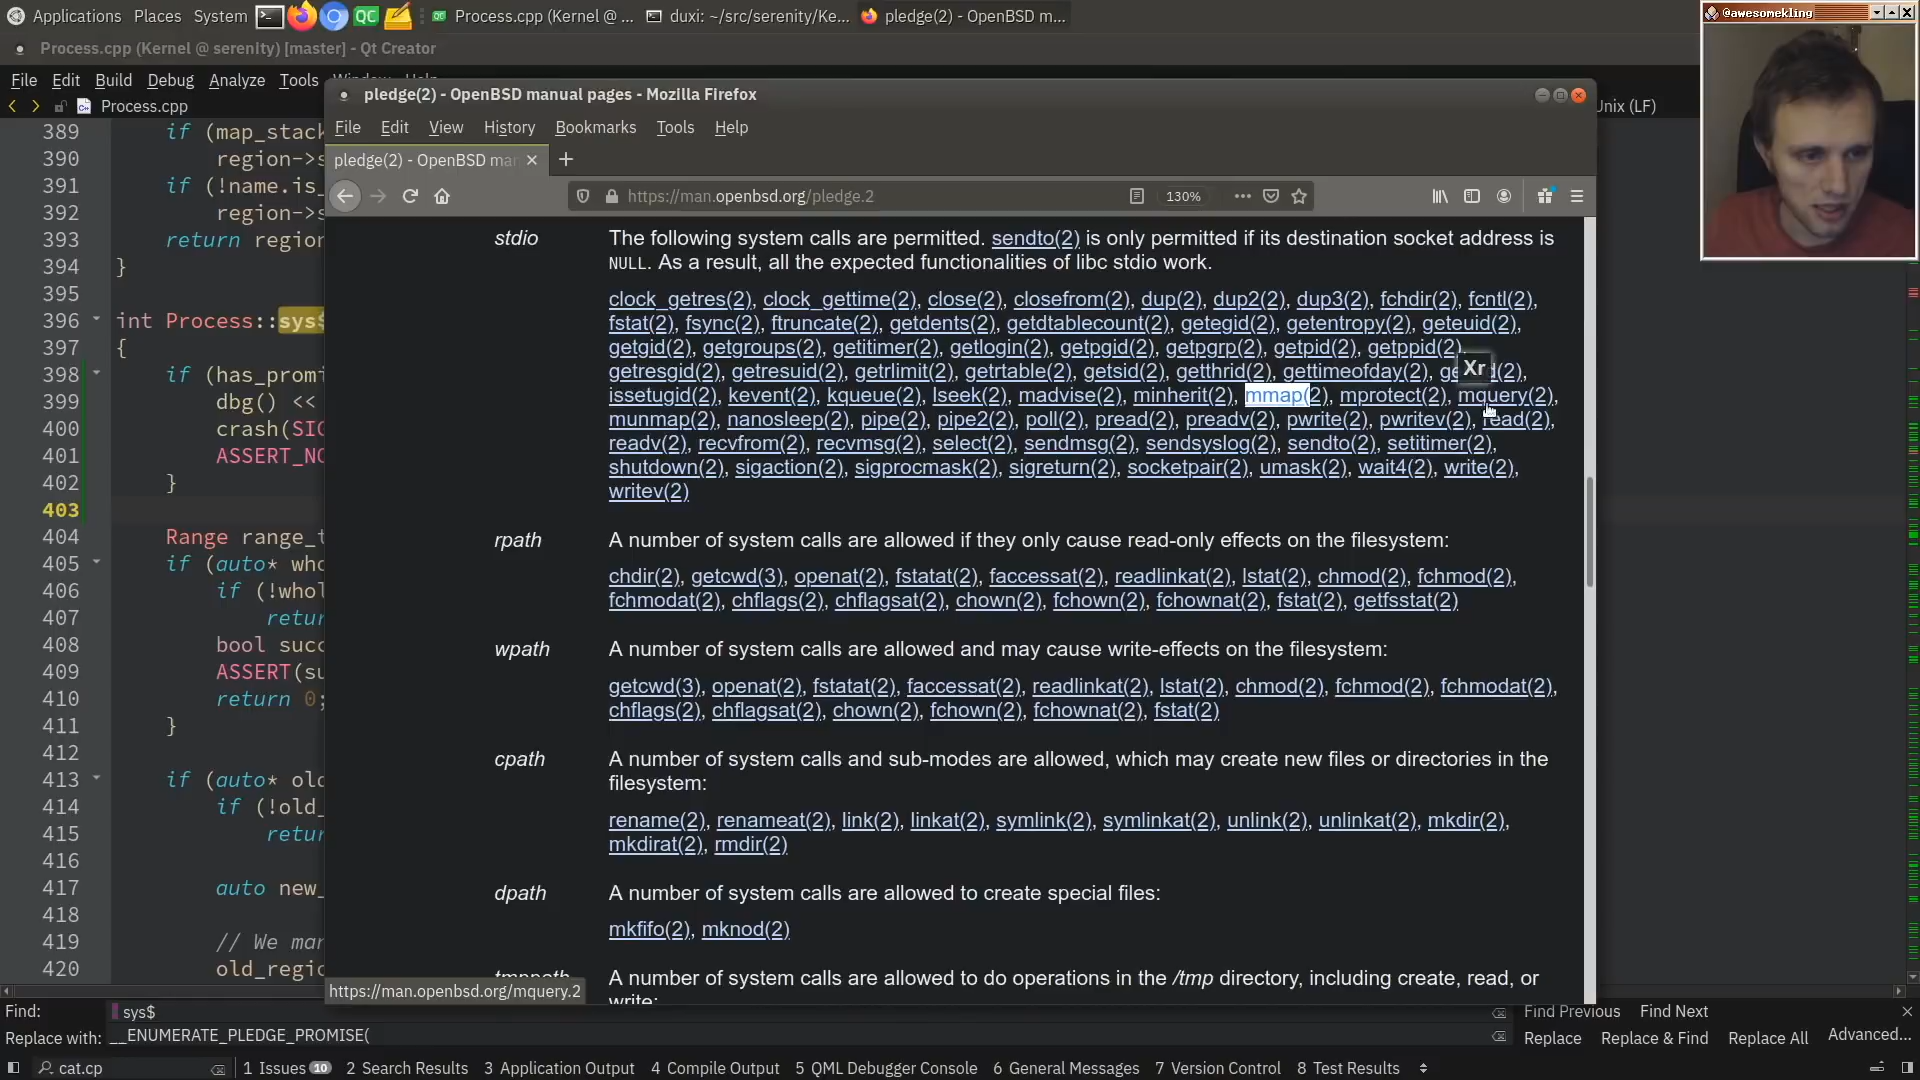 Applications Places System
Process.cpp (Kernel @ ...
duxi: ~/src/serenity/Ke...
pledge(2) - OpenBSD m...
@awesomekling
Process.cpp (Kernel @ serenity) [master] - Qt Creator
File Edit Build Debug Analyze Tools Window Help
Process.cpp
Unix (LF)
pledge(2) - OpenBSD manual pages - Mozilla Firefox
File Edit View History Bookmarks Tools Help
pledge(2) - OpenBSD mar
https://man.openbsd.org/pledge.2
130%
389 if (map_stack
390 region->s
391 if (!name.is_
392 region->s
393 return region
394 }
395
396 int Process::sys$
397 {
398 if (has_promi
399 dbg() <<
400 crash(SIG
401 ASSERT_NO
402 }
403
404 Range range_t
405 if (auto* who
406 if (!whol
407 retur
408 bool succ
409 ASSERT(su
410 return 0;
411 }
412
413 if (auto* old
414 if (!old_
415 retur
416
417 auto new_
418
419 // We mar
420 old_regio
stdio The following system calls are permitted. sendto(2) is only permitted if its destination socket address is
NULL. As a result, all the expected functionalities of libc stdio work.
clock_getres(2), clock_gettime(2), close(2), closefrom(2), dup(2), dup2(2), dup3(2), fchdir(2), fcntl(2),
fstat(2), fsync(2), ftruncate(2), getdents(2), getdtablecount(2), getegid(2), getentropy(2), geteuid(2),
getgid(2), getgroups(2), getitimer(2), getlogin(2), getpgid(2), getpgrp(2), getpid(2), getppid(2),
getresgid(2), getresuid(2), getrlimit(2), getrtable(2), getsid(2), getthrid(2), gettimeofday(2),
Xr
issetugid(2), kevent(2), kqueue(2), lseek(2), madvise(2), minherit(2), mmap(2), mprotect(2), mquery(2),
munmap(2), nanosleep(2), pipe(2), pipe2(2), poll(2), pread(2), preadv(2), pwrite(2), pwritev(2), read(2),
readv(2), recvfrom(2), recvmsg(2), select(2), sendmsg(2), sendsyslog(2), sendto(2), setitimer(2),
shutdown(2), sigaction(2), sigprocmask(2), sigreturn(2), socketpair(2), umask(2), wait4(2), write(2),
writev(2)
rpath A number of system calls are allowed if they only cause read-only effects on the filesystem:
chdir(2), getcwd(3), openat(2), fstatat(2), faccessat(2), readlinkat(2), lstat(2), chmod(2), fchmod(2),
fchmodat(2), chflags(2), chflagsat(2), chown(2), fchown(2), fchownat(2), fstat(2), getfsstat(2)
wpath A number of system calls are allowed and may cause write-effects on the filesystem:
getcwd(3), openat(2), fstatat(2), faccessat(2), readlinkat(2), lstat(2), chmod(2), fchmod(2), fchmodat(2),
chflags(2), chflagsat(2), chown(2), fchown(2), fchownat(2), fstat(2)
cpath A number of system calls and sub-modes are allowed, which may create new files or directories in the
filesystem:
rename(2), renameat(2), link(2), linkat(2), symlink(2), symlinkat(2), unlink(2), unlinkat(2), mkdir(2),
mkdirat(2), rmdir(2)
dpath A number of system calls are allowed to create special files:
mkfifo(2), mknod(2)
tmppath A number of system calls are allowed to do operations in the /tmp directory, including create, read, or
write:
https://man.openbsd.org/mquery.2
Find: sys$ Find Previous Find Next
Replace with: __ENUMERATE_PLEDGE_PROMISE( Replace Replace & Find Replace All Advanced...
cat.cp 1 Issues 10 2 Search Results 3 Application Output 4 Compile Output 5 QML Debugger Console 6 General Messages 7 Version Control 8 Test Results